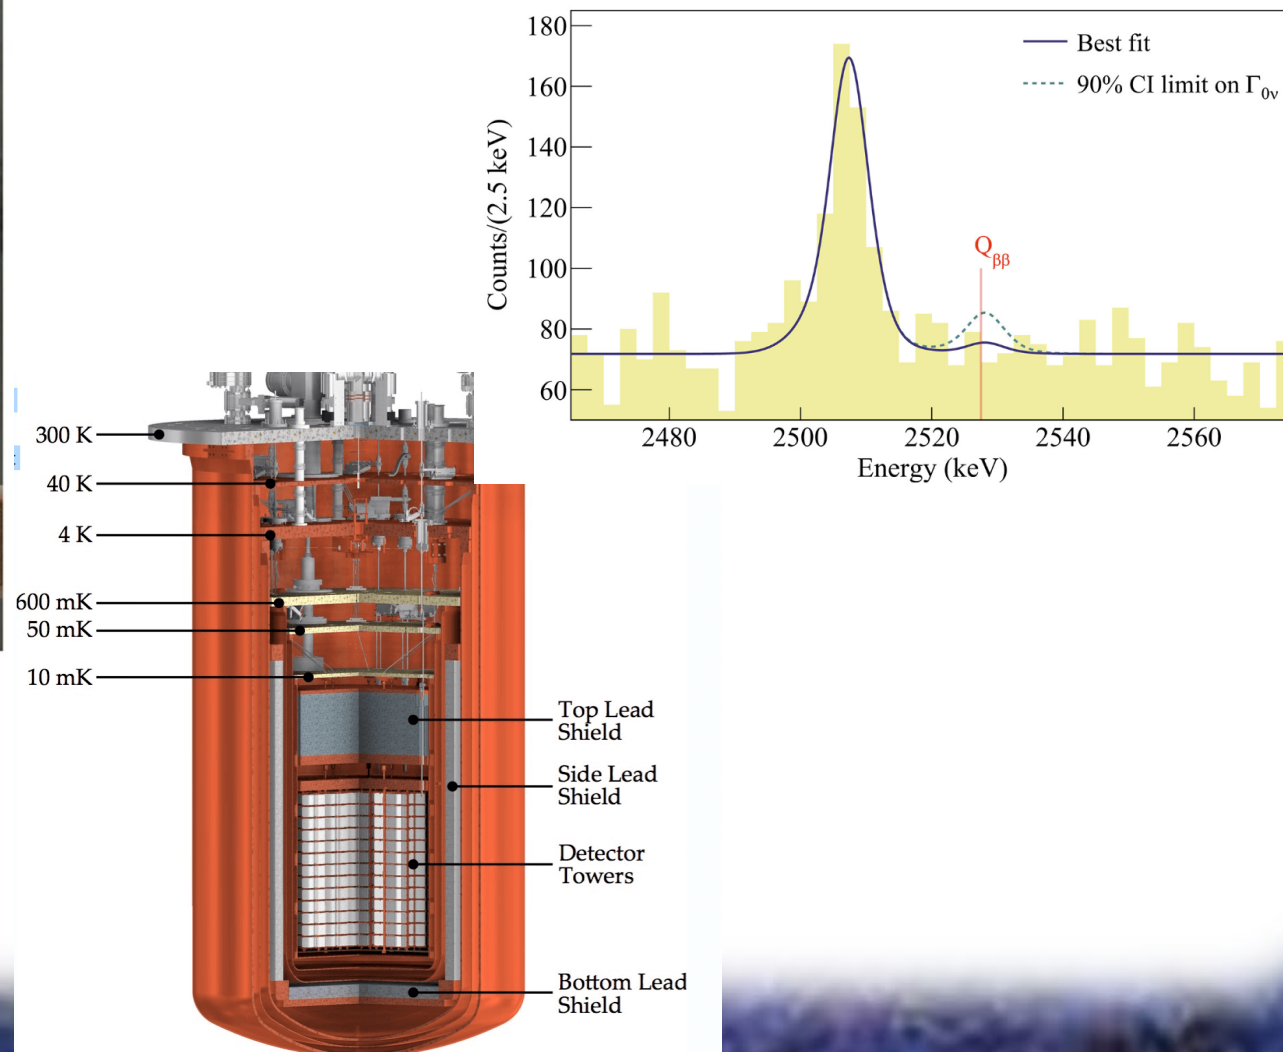 180
160
140
120
100
80
60
Counts/(2.5 keV)
Best fit
90% CI limit on Γ0ν
Qββ
2480 2500 2520 2540 2560
Energy (keV)
300 K
40 K
4 K
600 mK
50 mK
10 mK
Top Lead
Shield
Side Lead
Shield
Detector
Towers
Bottom Lead
Shield